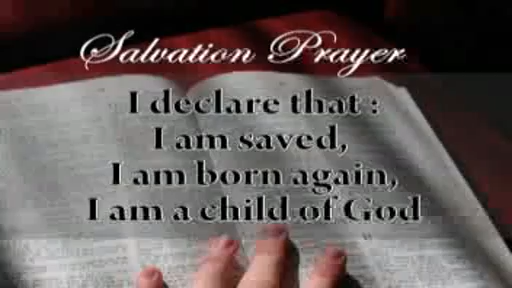 Salvation Prayer
I declare that :
I am saved,
I am born again,
I am a child of God